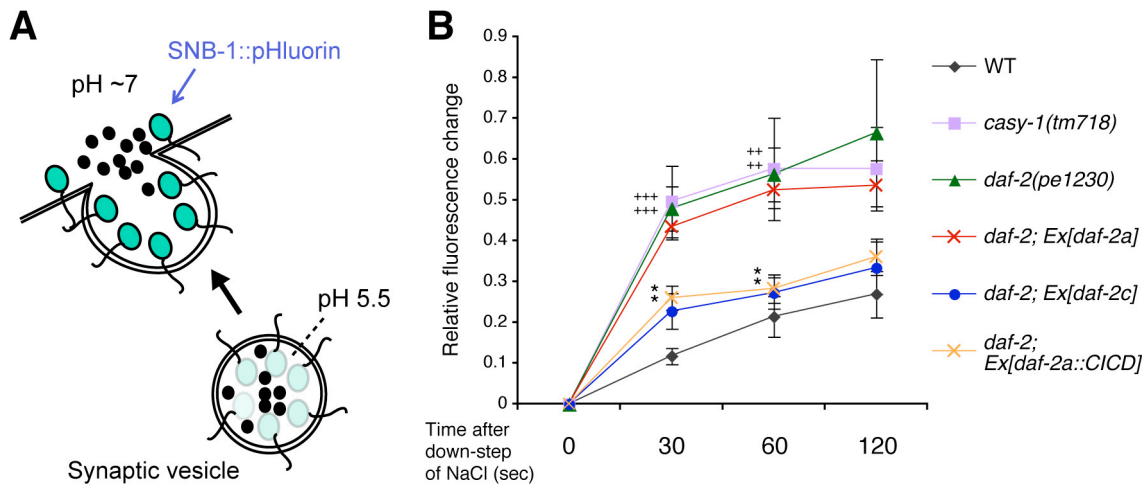 A
SNB-1::pHluorin
pH ~7
pH 5.5
Synaptic vesicle
B
Relative fluorescence change
0.9
0.8
0.7
0.6
0.5
0.4
0.3
0.2
0.1
0
+++
+++
++
++
*
*
*
*
Time after
down-step
of NaCl (sec)
0 30 60 120
WT
casy-1(tm718)
daf-2(pe1230)
daf-2; Ex[daf-2a]
daf-2; Ex[daf-2c]
daf-2;
Ex[daf-2a::CICD]